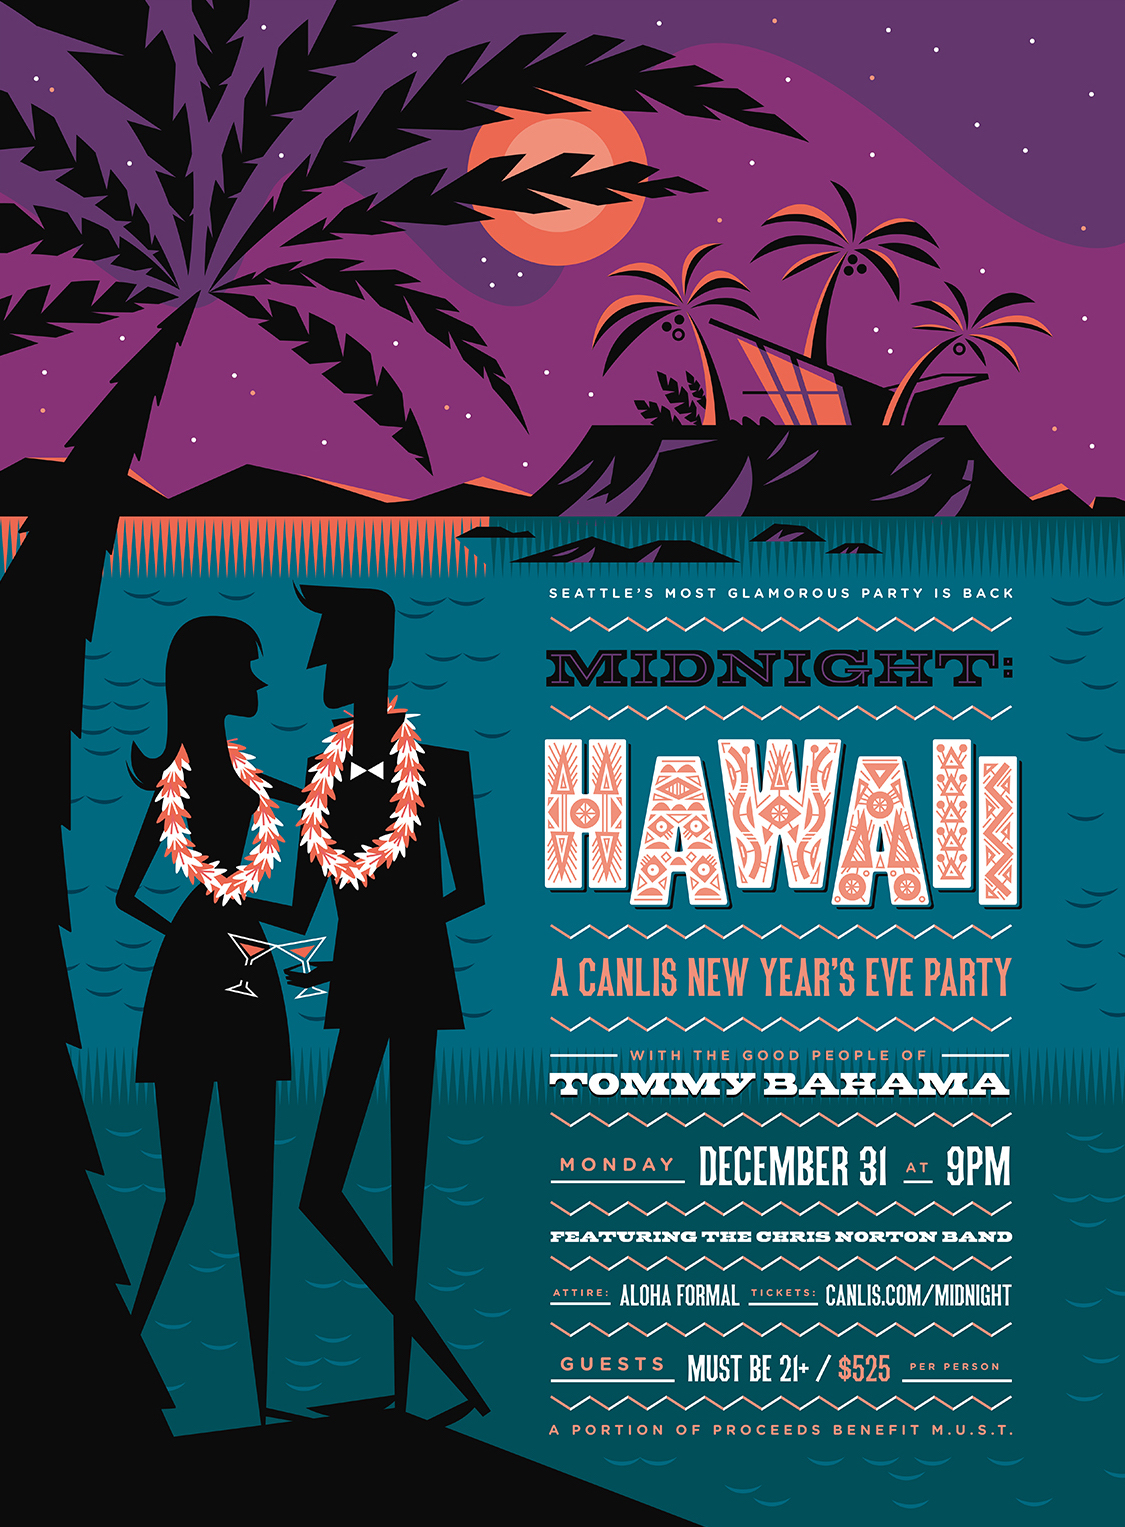 SEATTLE'S MOST GLAMOROUS PARTY IS BACK
MIDNIGHT:
HAWAII
A CANLIS NEW YEAR'S EVE PARTY
WITH THE GOOD PEOPLE OF
TOMMY BAHAMA
MONDAY DECEMBER 31 AT 9PM
FEATURING THE CHRIS NORTON BAND
ATTIRE: ALOHA FORMAL TICKETS: CANLIS.COM/MIDNIGHT
GUESTS MUST BE 21+ / $525 PER PERSON
A PORTION OF PROCEEDS BENEFIT M.U.S.T.